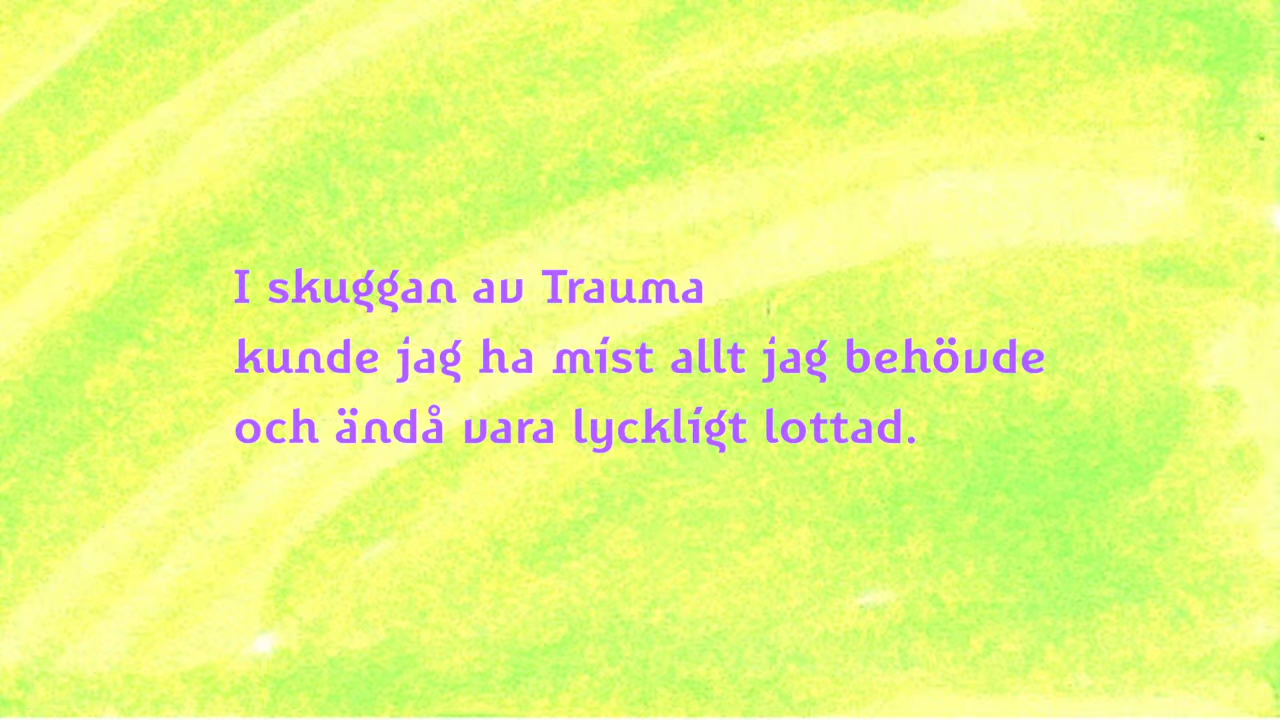 I skuggan av Trauma
kunde jag ha mist allt jag behövde
och ändå vara lyckligt lottad.